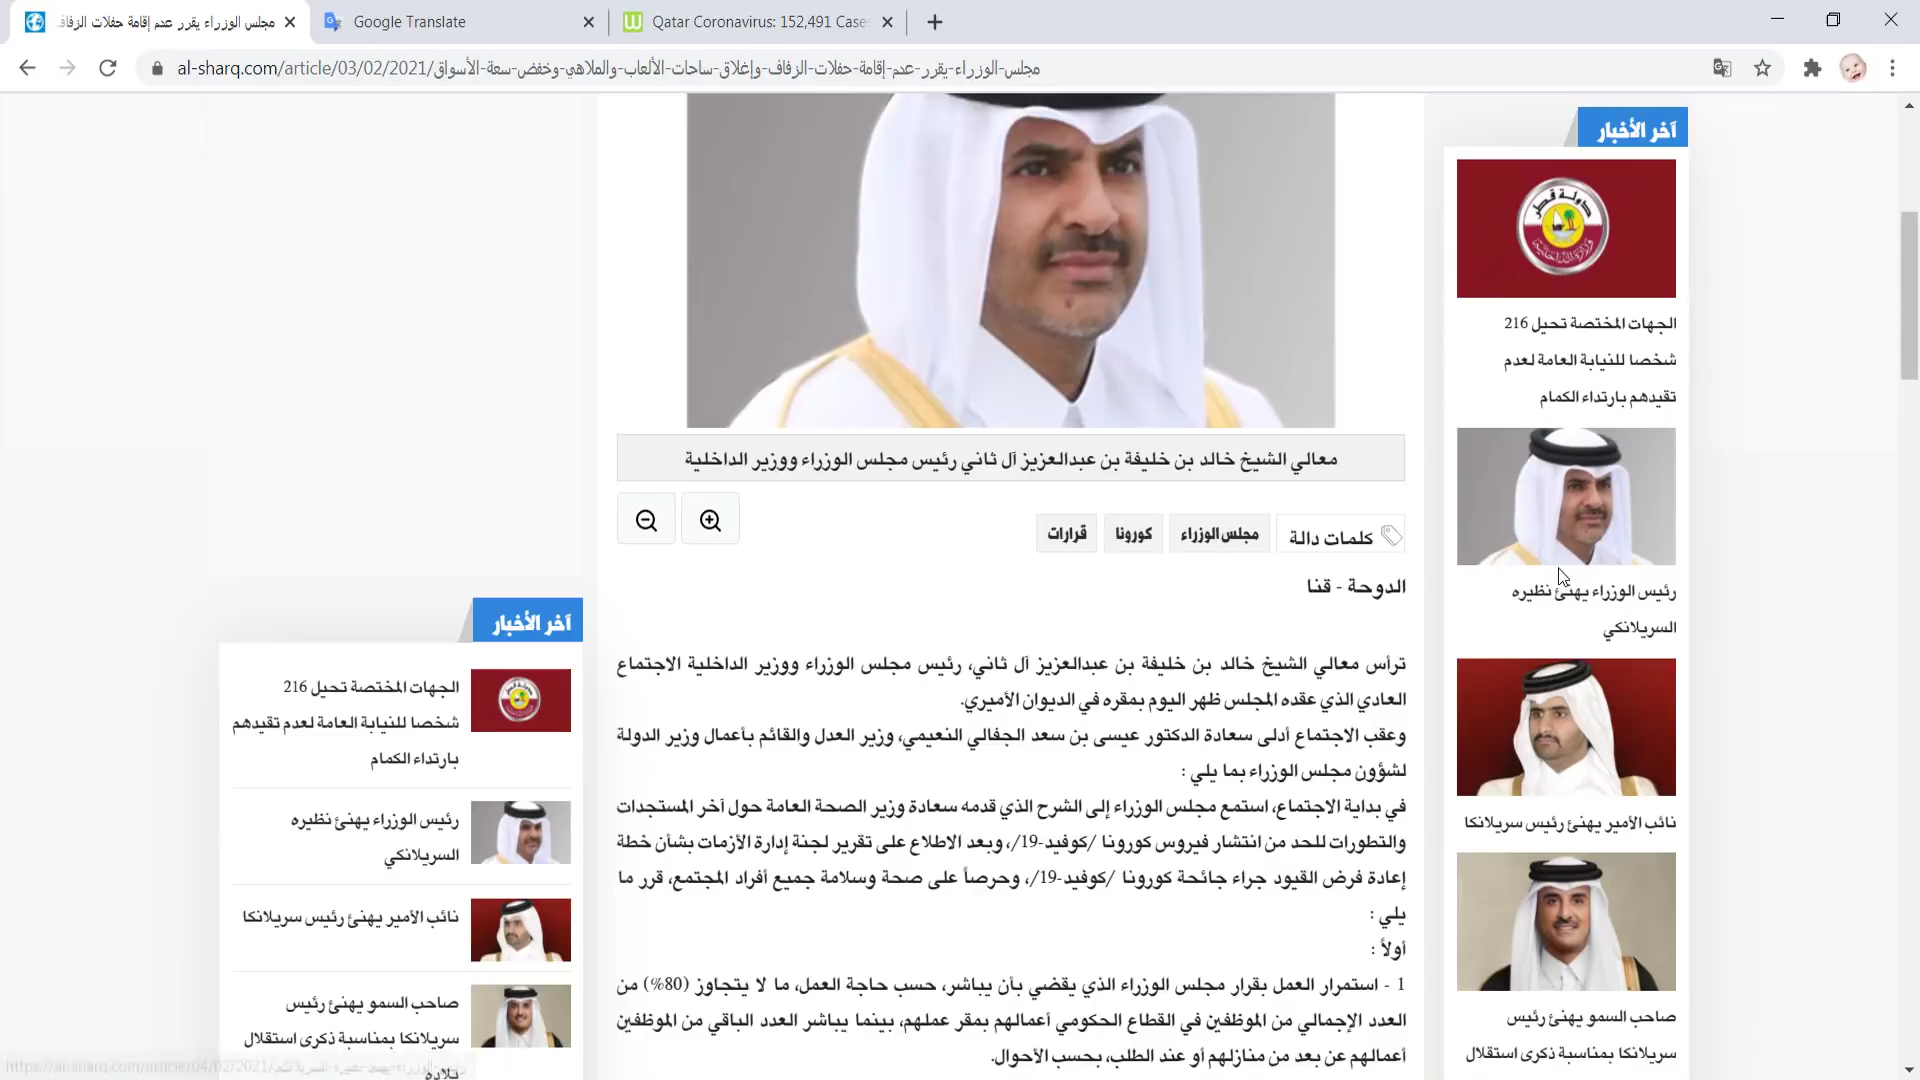 مجلس الوزراء يقرر عدم إقامة حفلات الزفاف
Google Translate
Qatar Coronavirus: 152,491 Cases
al-sharq.com/article/03/02/2021/مجلس-الوزراء-يقرر-عدم-إقامة-حفلات-الزفاف-وإغلاق-ساحات-الألعاب-والملاهي-وخفض-سعة-الأسواق
معالي الشيخ خالد بن خليفة بن عبدالعزيز آل ثاني رئيس مجلس الوزراء ووزير الداخلية
كلمات دالة
مجلس الوزراء
كورونا
قرارات
الدوحة - قنا
ترأس معالي الشيخ خالد بن خليفة بن عبدالعزيز آل ثاني، رئيس مجلس الوزراء ووزير الداخلية الاجتماع
العادي الذي عقده المجلس ظهر اليوم بمقره في الديوان الأميري.
وعقب الاجتماع أدلى سعادة الدكتور عيسى بن سعد الجفالي النعيمي، وزير العدل والقائم بأعمال وزير الدولة
لشؤون مجلس الوزراء بما يلي :
في بداية الاجتماع، استمع مجلس الوزراء إلى الشرح الذي قدمه سعادة وزير الصحة العامة حول آخر المستجدات
والتطورات للحد من انتشار فيروس كورونا /كوفيد-19/، وبعد الاطلاع على تقرير لجنة إدارة الأزمات بشأن خطة
إعادة فرض القيود جراء جائحة كورونا /كوفيد-19/، وحرصاً على صحة وسلامة جميع أفراد المجتمع، قرر ما
يلي :
أولاً :
1 - استمرار العمل بقرار مجلس الوزراء الذي يقضي بأن يباشر، حسب حاجة العمل، ما لا يتجاوز (80%) من
العدد الإجمالي من الموظفين في القطاع الحكومي أعمالهم بمقر عملهم، بينما يباشر العدد الباقي من الموظفين
أعمالهم عن بعد من منازلهم أو عند الطلب، بحسب الأحوال.
آخر الأخبار
دولة قطر
وزارة الداخلية
الجهات المختصة تحيل 216
شخصا للنيابة العامة لعدم
تقيدهم بارتداء الكمام
رئيس الوزراء يهنئ نظيره
السريلانكي
نائب الأمير يهنئ رئيس سريلانكا
صاحب السمو يهنئ رئيس
سريلانكا بمناسبة ذكرى استقلال
آخر الأخبار
الجهات المختصة تحيل 216
شخصا للنيابة العامة لعدم تقيدهم
بارتداء الكمام
رئيس الوزراء يهنئ نظيره
السريلانكي
نائب الأمير يهنئ رئيس سريلانكا
صاحب السمو يهنئ رئيس
سريلانكا بمناسبة ذكرى استقلال
بلاده